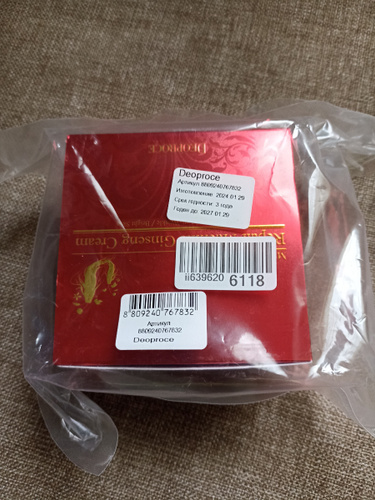 DEOPROCE
Deoproce
Артикул 8809240767832
Изготовление: 2024.01.29
Срок годности: 3 года
Годен до: 2027.01.29
Ginseng Cream
639620
6118
8 809240 767832
Артикул
8809240767832
Deoproce